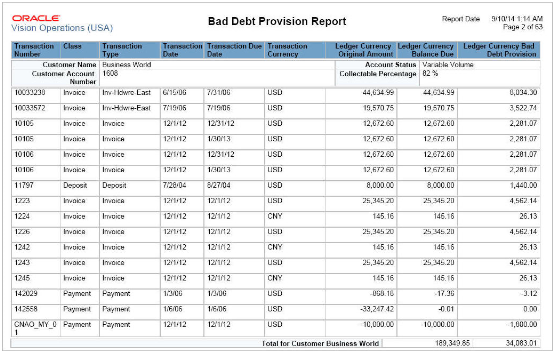 ORACLE
Vision Operations (USA)
Bad Debt Provision Report
Report Date 9/10/14 1:14 AM
Page 2 of 53
Transaction Number Class Transaction Type Transaction Date Transaction Due Date Transaction Currency Ledger Currency Original Amount Ledger Currency Balance Due Ledger Currency Bad Debt Provision
Customer Name Business World Account Status Variable Volume
Customer Account Number 1608 Collectable Percentage 82 %
10033238 Invoice Inv-Hdwre-East 6/15/06 7/31/06 USD 44,634.99 44,634.99 8,034.30
10033572 Invoice Inv-Hdwre-East 7/19/06 7/19/06 USD 19,570.75 19,570.75 3,522.74
10105 Invoice Invoice 12/1/12 12/31/12 USD 12,672.60 12,672.60 2,281.07
10105 Invoice Invoice 12/1/12 1/30/13 USD 12,672.60 12,672.60 2,281.07
10106 Invoice Invoice 12/1/12 12/31/12 USD 12,672.60 12,672.60 2,281.07
10106 Invoice Invoice 12/1/12 1/30/13 USD 12,672.60 12,672.60 2,281.07
11797 Deposit Deposit 7/28/04 8/27/04 USD 8,000.00 8,000.00 1,440.00
1223 Invoice Invoice 12/1/12 12/1/12 USD 25,345.20 25,345.20 4,562.14
1224 Invoice Invoice 12/1/12 12/1/12 CNY 145.16 145.16 26.13
1226 Invoice Invoice 12/1/12 12/1/12 USD 25,345.20 25,345.20 4,562.14
1242 Invoice Invoice 12/1/12 12/1/12 CNY 145.16 145.16 26.13
1243 Invoice Invoice 12/1/12 12/1/12 USD 25,345.20 25,345.20 4,562.14
1245 Invoice Invoice 12/1/12 12/1/12 CNY 145.16 145.16 26.13
142029 Payment Payment 1/3/06 1/3/06 USD -868.16 -17.36 -3.12
142558 Payment Payment 1/6/06 1/6/06 USD -33,247.42 -0.01 0.00
CNAO_MY_01 Payment Payment 12/1/12 12/1/12 USD -10,000.00 -10,000.00 -1,800.00
Total for Customer Business World 189,349.85 34,083.01